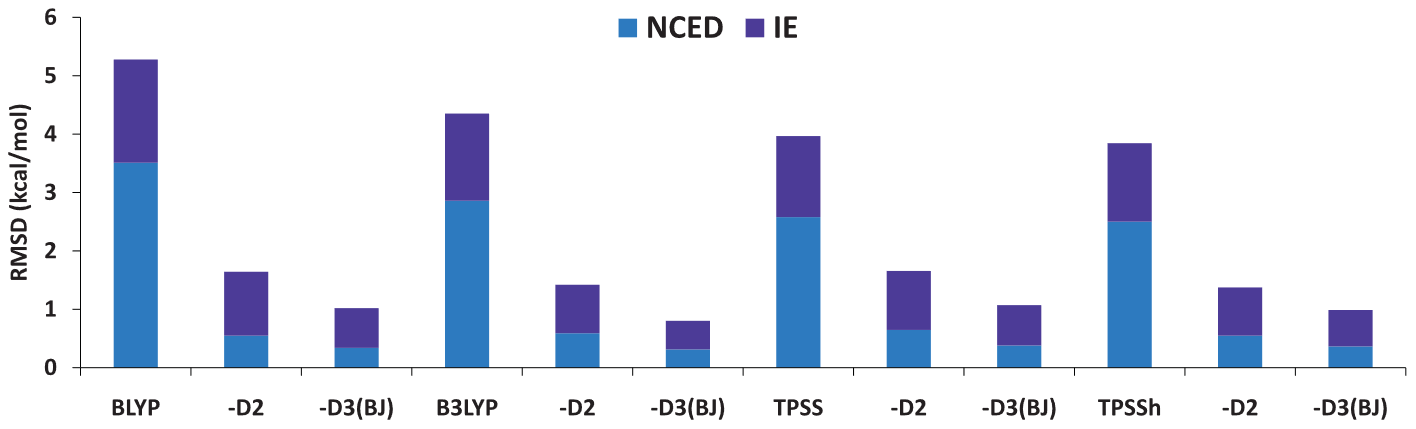 NCED IE
RMSD (kcal/mol)
6
5
4
3
2
1
0
BLYP -D2 -D3(BJ) B3LYP -D2 -D3(BJ) TPSS -D2 -D3(BJ) TPSSh -D2 -D3(BJ)